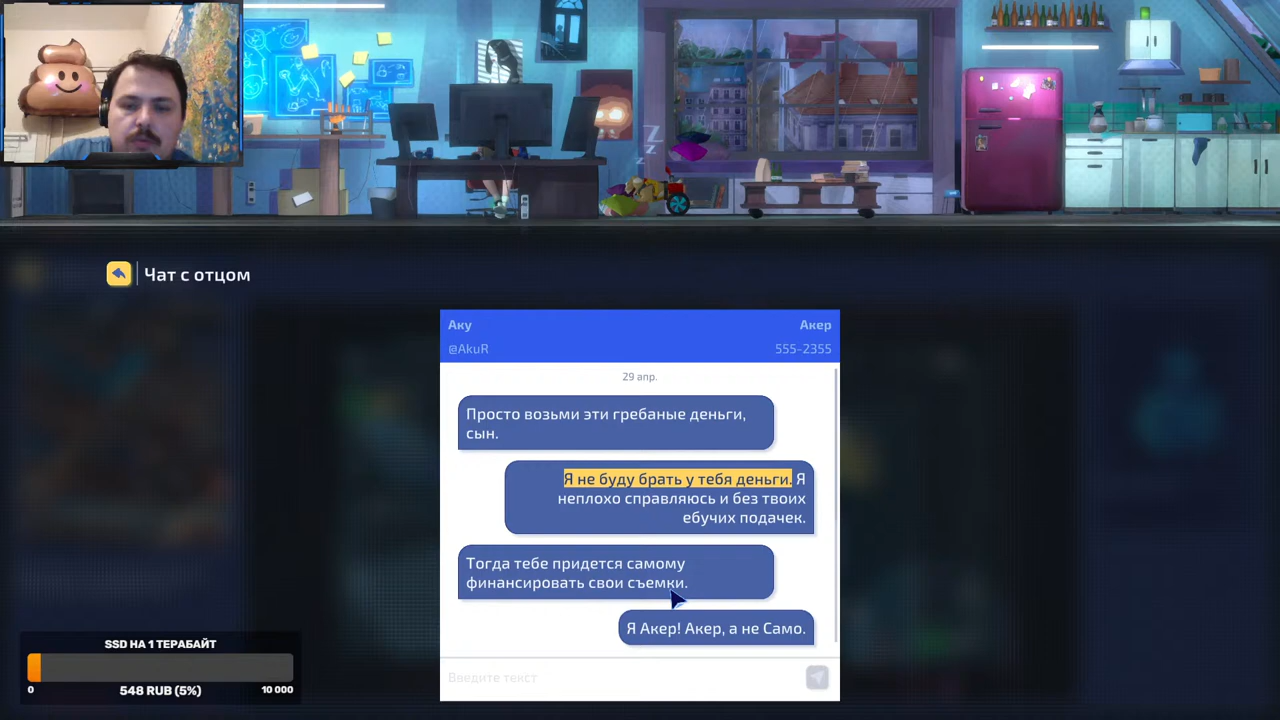 Z
Z
Z
Чат с отцом
Аку
Акер
@AkuR
555-2355
29 апр.
Просто возьми эти гребаные деньги,
сын.
Я не буду брать у тебя деньги. Я
неплохо справляюсь и без твоих
ебучих подачек.
Тогда тебе придется самому
финансировать свои съемки.
Я Акер! Акер, а не Само.
Введите текст
SSD НА 1 ТЕРАБАЙТ
0
548 RUB (5%)
10 000